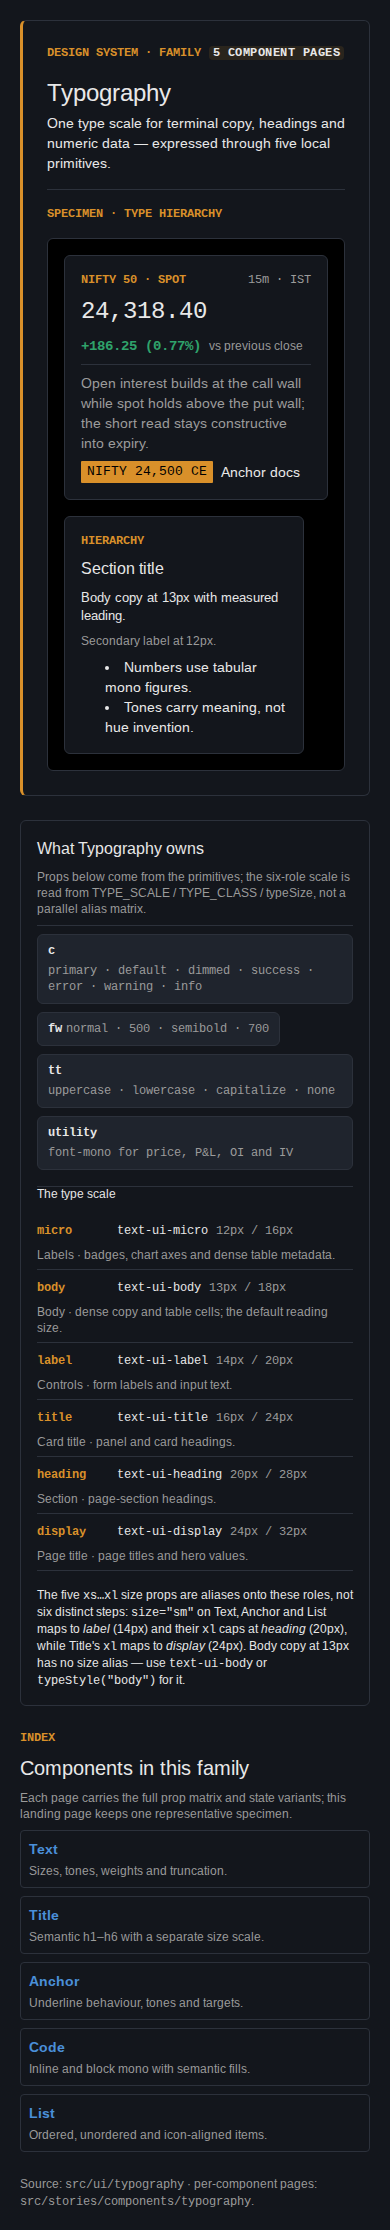 DESIGN SYSTEM · FAMILY 5 COMPONENT PAGES
Typography
One type scale for terminal copy, headings and
numeric data — expressed through five local
primitives.
SPECIMEN · TYPE HIERARCHY
NIFTY 50 · SPOT 15m · IST
24,318.40
+186.25 (0.77%) vs previous close
Open interest builds at the call wall
while spot holds above the put wall;
the short read stays constructive
into expiry.
NIFTY 24,500 CE Anchor docs
HIERARCHY
Section title
Body copy at 13px with measured
leading.
Secondary label at 12px.
• Numbers use tabular
mono figures.
• Tones carry meaning, not
hue invention.
What Typography owns
Props below come from the primitives; the six-role scale is
read from TYPE_SCALE / TYPE_CLASS / typeSize, not a
parallel alias matrix.
c
primary · default · dimmed · success ·
error · warning · info
fw normal · 500 · semibold · 700
tt
uppercase · lowercase · capitalize · none
utility
font-mono for price, P&L, OI and IV
The type scale
micro text-ui-micro 12px / 16px
Labels · badges, chart axes and dense table metadata.
body text-ui-body 13px / 18px
Body · dense copy and table cells; the default reading
size.
label text-ui-label 14px / 20px
Controls · form labels and input text.
title text-ui-title 16px / 24px
Card title · panel and card headings.
heading text-ui-heading 20px / 28px
Section · page-section headings.
display text-ui-display 24px / 32px
Page title · page titles and hero values.
The five xs…xl size props are aliases onto these roles, not
six distinct steps: size="sm" on Text, Anchor and List
maps to label (14px) and their xl caps at heading (20px),
while Title's xl maps to display (24px). Body copy at 13px
has no size alias — use text-ui-body or
typeStyle("body") for it.
INDEX
Components in this family
Each page carries the full prop matrix and state variants; this
landing page keeps one representative specimen.
Text
Sizes, tones, weights and truncation.
Title
Semantic h1–h6 with a separate size scale.
Anchor
Underline behaviour, tones and targets.
Code
Inline and block mono with semantic fills.
List
Ordered, unordered and icon-aligned items.
Source: src/ui/typography · per-component pages:
src/stories/components/typography.